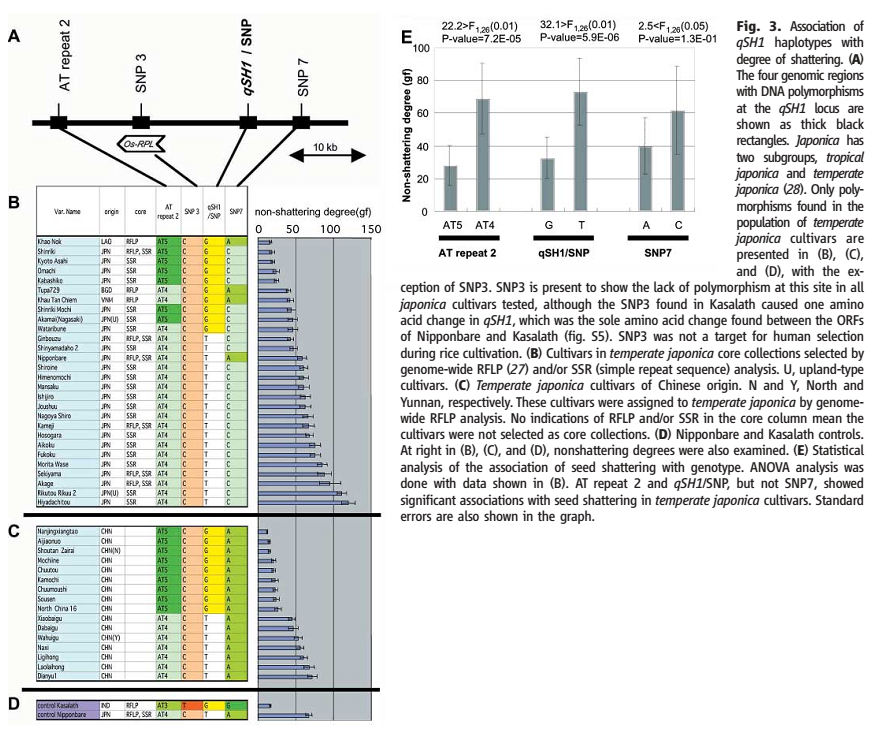 A
AT repeat 2
SNP 3
qSH1 / SNP
SNP 7
Os-RPL
10 kb
B
Var. Name origin core AT repeat 2 SNP 3 qSH1 /SNP SNP7 non-shattering degree(gf)
0 50 100 150
Khao Nok LAO RFLP AT5 C G A
Shinriki JPN RFLP, SSR AT5 C G C
Kyoto Asahi JPN SSR AT5 C G C
Omachi JPN SSR AT5 C G C
Kabashiko JPN SSR AT5 C G C
Tupa729 BGD RFLP AT4 C G A
Khau Tan Chiem VNM RFLP AT4 C G A
Shinriki Mochi JPN SSR AT5 C G C
Akamai(Nagasaki) JPN(U) SSR AT5 C G C
Wataribune JPN SSR AT4 C G C
Ginbouzu JPN RFLP, SSR AT4 C T C
Shinyamadaho 2 JPN SSR AT4 C T C
Nipponbare JPN RFLP, SSR AT4 C T A
Shiroine JPN SSR AT4 C T C
Himenomochi JPN SSR AT4 C T C
Mansaku JPN SSR AT4 C T C
Ishijiro JPN SSR AT4 C T C
Joushuu JPN SSR AT4 C T C
Nagoya Shiro JPN RFLP, SSR AT4 C T C
Kameji JPN RFLP, SSR AT4 C T C
Hosogara JPN SSR AT4 C T C
Aikoku JPN SSR AT4 C T C
Fukoku JPN SSR AT4 C T C
Morita Wase JPN SSR AT4 C T C
Sekiyama JPN RFLP, SSR AT4 C T C
Akage JPN RFLP, SSR AT4 C T C
Rikutou Rikuu 2 JPN(U) SSR AT4 C T C
Hiyadachitou JPN SSR AT4 C T C
C
Nanjingxiangtao CHN AT5 C G A
Aijiaonuo CHN AT5 C G A
Shoutan Zairai CHN(N) AT5 C G A
Mochine CHN AT5 C G A
Chuutou CHN AT5 C G A
Kamochi CHN AT5 C G A
Chuumoushi CHN AT5 C G A
Sousen CHN AT5 C G A
North China 16 CHN AT5 C G A
Xiaobaigu CHN AT4 C T A
Dabaigu CHN AT4 C T A
Wahuigu CHN(Y) AT4 C T A
Naxi CHN AT4 C T A
Ligihong CHN AT4 C T A
Laolaihong CHN AT4 C T A
Dianyu1 CHN AT4 C T A
D
control Kasalath IND RFLP AT3 T G G
control Nipponbare JPN RFLP, SSR AT4 C T A
E
22.2>F1,26(0.01) 32.1>F1,26(0.01) 2.5<F1,26(0.05)
P-value=7.2E-05 P-value=5.9E-06 P-value=1.3E-01
Non-shattering degree (gf)
100
80
60
40
20
0
AT5 AT4 G T A C
AT repeat 2 qSH1/SNP SNP7
Fig. 3. Association of
qSH1 haplotypes with
degree of shattering. (A)
The four genomic regions
with DNA polymorphisms
at the qSH1 locus are
shown as thick black
rectangles. Japonica has
two subgroups, tropical
japonica and temperate
japonica (28). Only poly-
morphisms found in the
population of temperate
japonica cultivars are
presented in (B), (C),
and (D), with the ex-
ception of SNP3. SNP3 is present to show the lack of polymorphism at this site in all
japonica cultivars tested, although the SNP3 found in Kasalath caused one amino
acid change in qSH1, which was the sole amino acid change found between the ORFs
of Nipponbare and Kasalath (fig. S5). SNP3 was not a target for human selection
during rice cultivation. (B) Cultivars in temperate japonica core collections selected by
genome-wide RFLP (27) and/or SSR (simple repeat sequence) analysis. U, upland-type
cultivars. (C) Temperate japonica cultivars of Chinese origin. N and Y, North and
Yunnan, respectively. These cultivars were assigned to temperate japonica by genome-
wide RFLP analysis. No indications of RFLP and/or SSR in the core column mean the
cultivars were not selected as core collections. (D) Nipponbare and Kasalath controls.
At right in (B), (C), and (D), nonshattering degrees were also examined. (E) Statistical
analysis of the association of seed shattering with genotype. ANOVA analysis was
done with data shown in (B). AT repeat 2 and qSH1/SNP, but not SNP7, showed
significant associations with seed shattering in temperate japonica cultivars. Standard
errors are also shown in the graph.